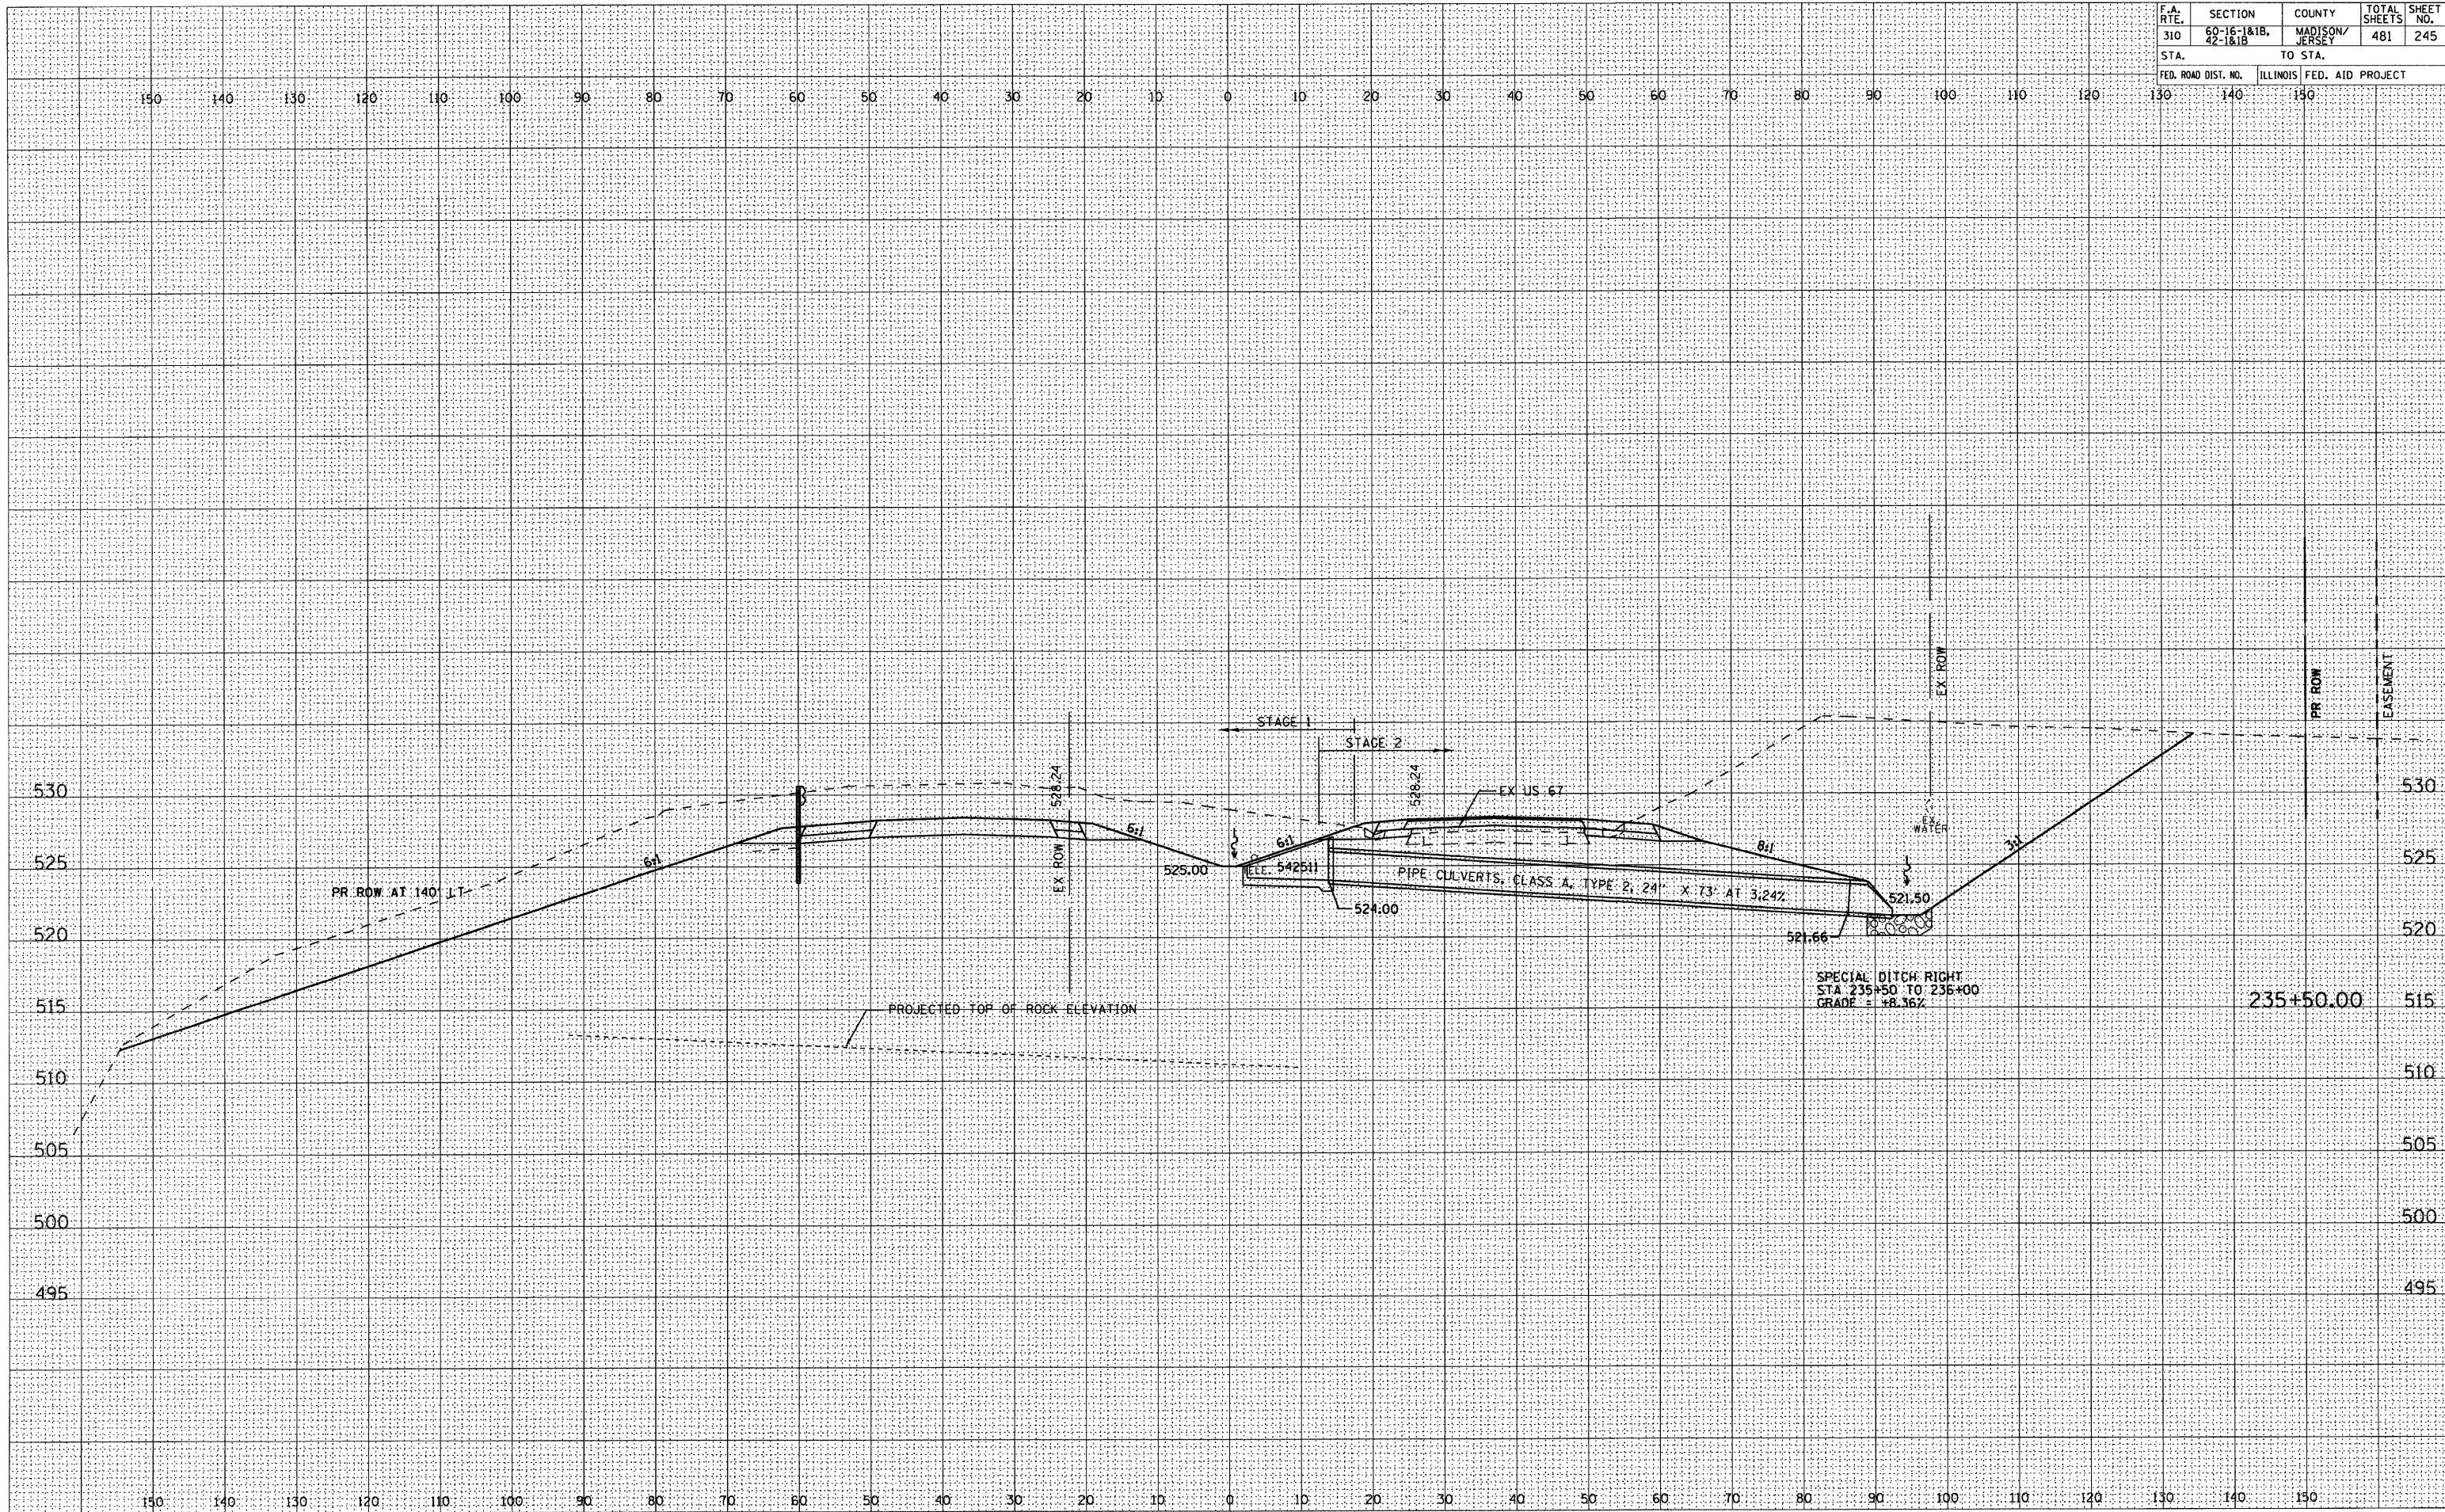 F.A. RTE. SECTION COUNTY TOTAL SHEETS SHEET NO.
310 60-16-1&1B, 42-1&1B MADISON/ JERSEY 481 245
STA. TO STA.
FED. ROAD DIST. NO. ILLINOIS FED. AID PROJECT
150 140 130 120 110 100 90 80 70 60 50 40 30 20 10 0 10 20 30 40 50 60 70 80 90 100 110 120 130 140 150
EX ROW
PR ROW
EASEMENT
STAGE 1
STAGE 2
528.24
528.24
EX US 67
530
530
EX. WATER
6:1
6:1
6:1
8:1
3:1
525
525
525.00
ELE. 542511
PIPE CULVERTS, CLASS A, TYPE 2, 24" X 73' AT 3.24%
EX ROW
PR ROW AT 140' LT
524.00
521.50
521.66
520
520
SPECIAL DITCH RIGHT
STA 235+50 TO 236+00
GRADE = +8.36%
235+50.00
515
515
PROJECTED TOP OF ROCK ELEVATION
510
510
505
505
500
500
495
495
150 140 130 120 110 100 90 80 70 60 50 40 30 20 10 0 10 20 30 40 50 60 70 80 90 100 110 120 130 140 150